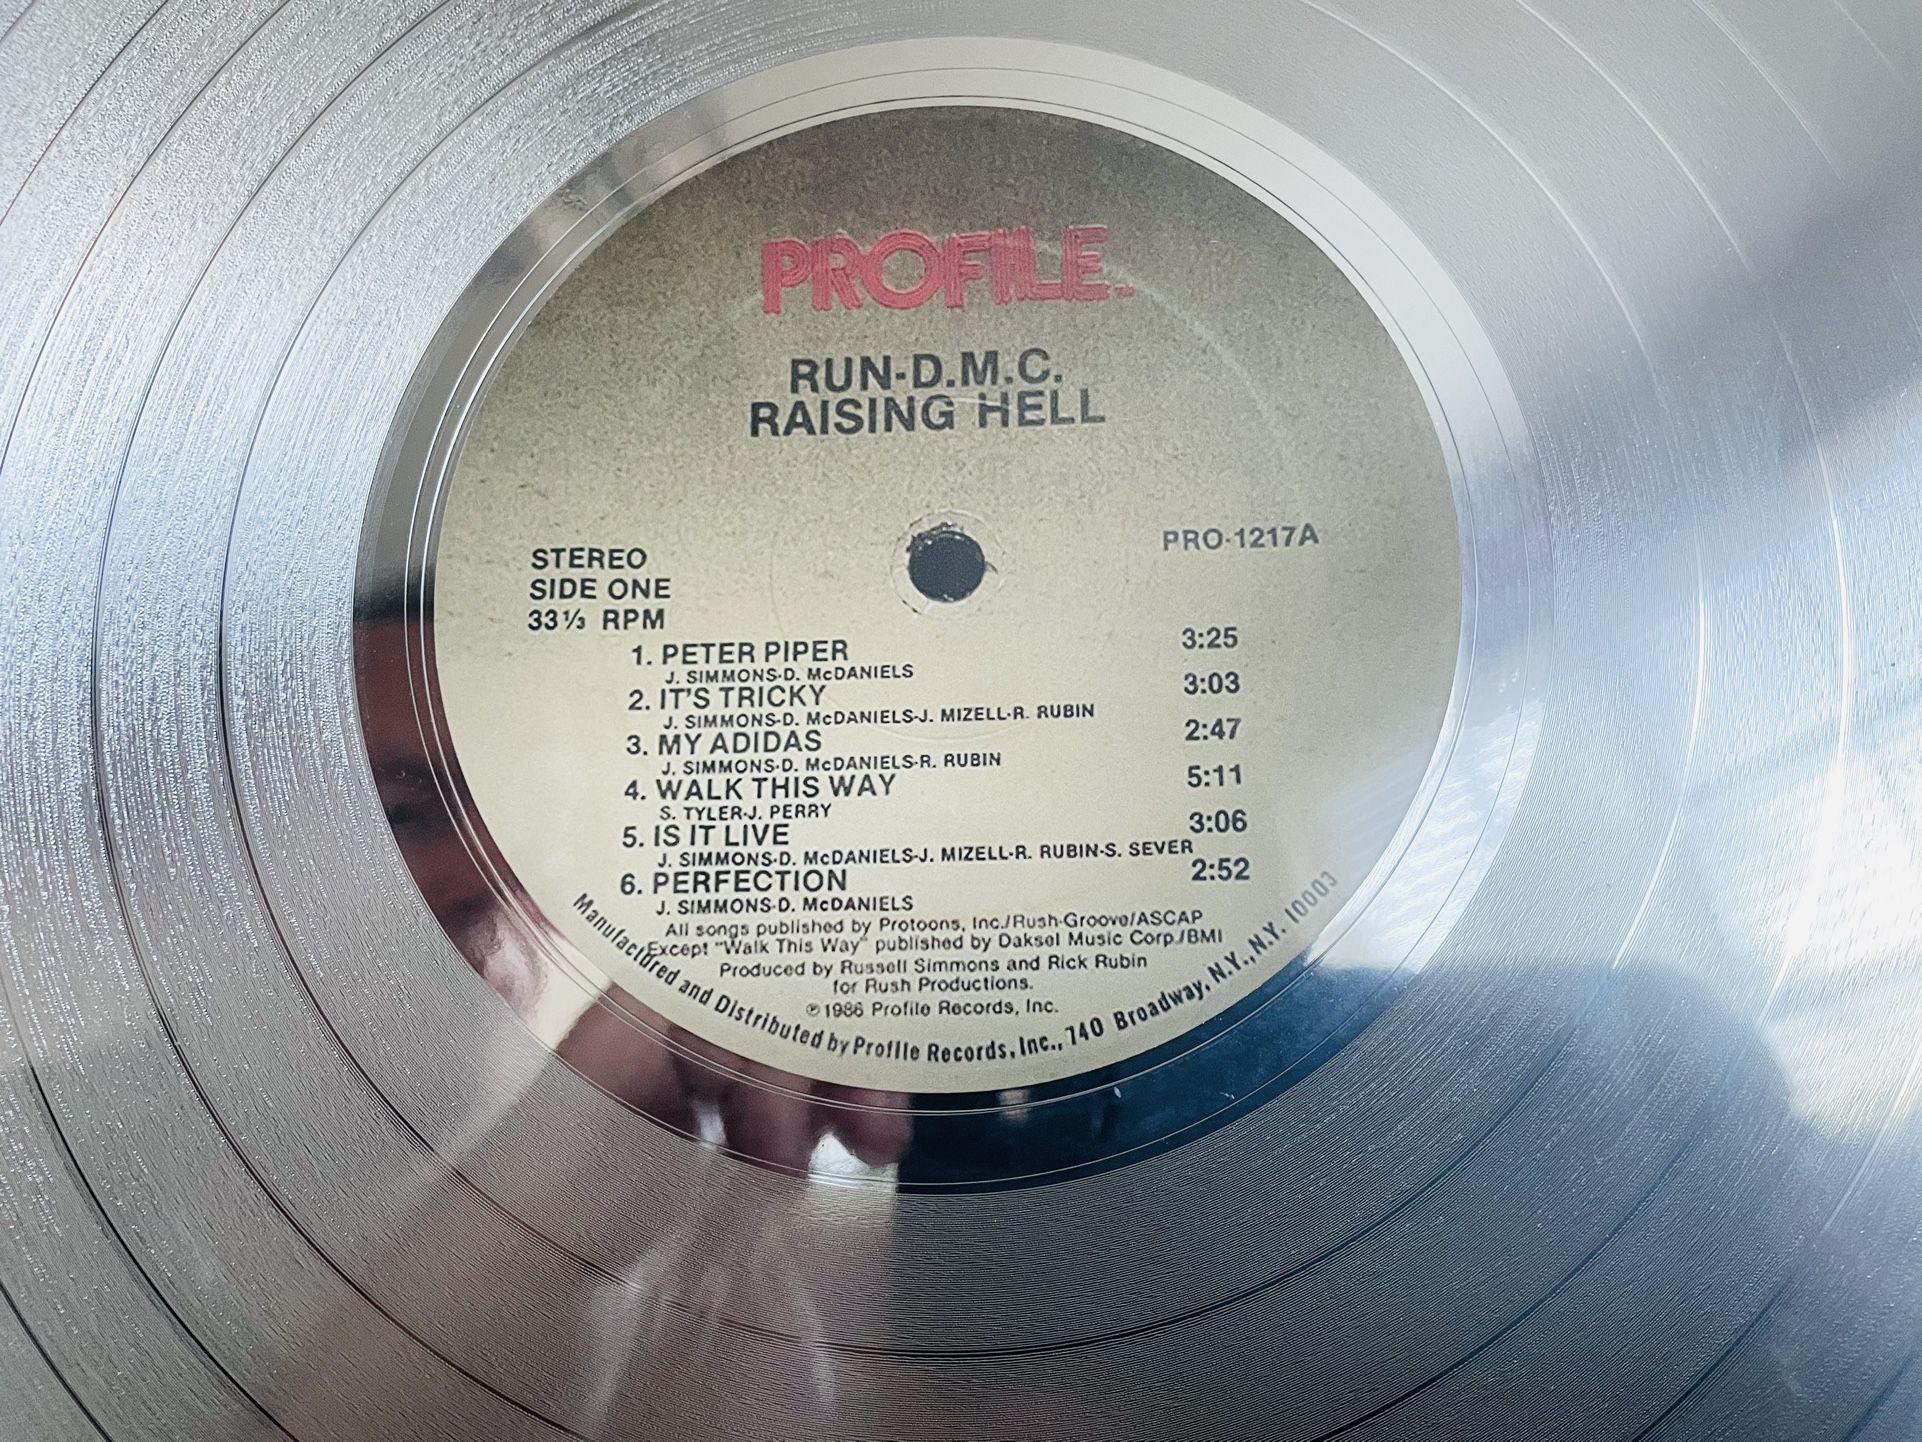 PROFILE.
RUN-D.M.C.
RAISING HELL
STEREO
SIDE ONE
33⅓ RPM
PRO-1217A
1. PETER PIPER 3:25
J. SIMMONS-D. McDANIELS
2. IT'S TRICKY 3:03
J. SIMMONS-D. McDANIELS-J. MIZELL-R. RUBIN
3. MY ADIDAS 2:47
J. SIMMONS-D. McDANIELS-R. RUBIN
4. WALK THIS WAY 5:11
S. TYLER-J. PERRY
5. IS IT LIVE 3:06
J. SIMMONS-D. McDANIELS-J. MIZELL-R. RUBIN-S. SEVER
6. PERFECTION 2:52
J. SIMMONS-D. McDANIELS
All songs published by Protoons, Inc./Rush-Groove/ASCAP
Except "Walk This Way" published by Daksel Music Corp./BMI
Produced by Russell Simmons and Rick Rubin
for Rush Productions.
℗1986 Profile Records, Inc.
Manufactured and Distributed by Profile Records, Inc., 740 Broadway, N.Y., N.Y. 10003